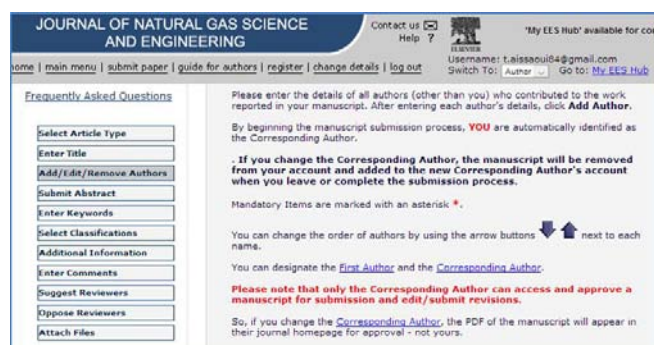 JOURNAL OF NATURAL GAS SCIENCE
AND ENGINEERING
Contact us
Help ?
ELSEVIER
'My EES Hub' available for co
ome | main menu | submit paper | guide for authors | register | change details | log out
Username: t.aissaoui84@gmail.com
Switch To: Author Go to: My EES Hub
Frequently Asked Questions
Select Article Type
Enter Title
Add/Edit/Remove Authors
Submit Abstract
Enter Keywords
Select Classifications
Additional Information
Enter Comments
Suggest Reviewers
Oppose Reviewers
Attach Files
Please enter the details of all authors (other than you) who contributed to the work
reported in your manuscript. After entering each author's details, click Add Author.
By beginning the manuscript submission process, YOU are automatically identified as
the Corresponding Author.
. If you change the Corresponding Author, the manuscript will be removed
from your account and added to the new Corresponding Author's account
when you leave or complete the submission process.
Mandatory Items are marked with an asterisk *.
You can change the order of authors by using the arrow buttons next to each
name.
You can designate the First Author and the Corresponding Author.
Please note that only the Corresponding Author can access and approve a
manuscript for submission and edit/submit revisions.
So, if you change the Corresponding Author, the PDF of the manuscript will appear in
their journal homepage for approval - not yours.